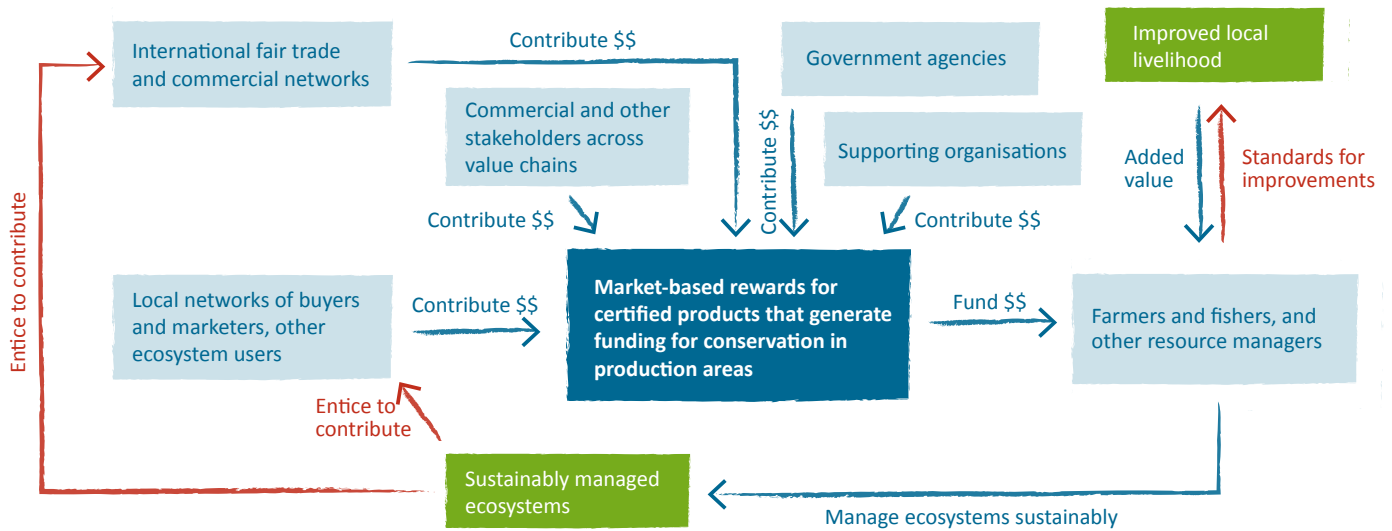 International fair trade
and commercial networks
Contribute $$
Government agencies
Improved local
livelihood
Commercial and other
stakeholders across
value chains
Contribute $$
Supporting organisations
Added
value
Standards for
improvements
Contribute $$
Contribute $$
Entice to contribute
Local networks of buyers
and marketers, other
ecosystem users
Contribute $$
Market-based rewards for
certified products that generate
funding for conservation in
production areas
Fund $$
Farmers and fishers, and
other resource managers
Entice to
contribute
Sustainably managed
ecosystems
Manage ecosystems sustainably